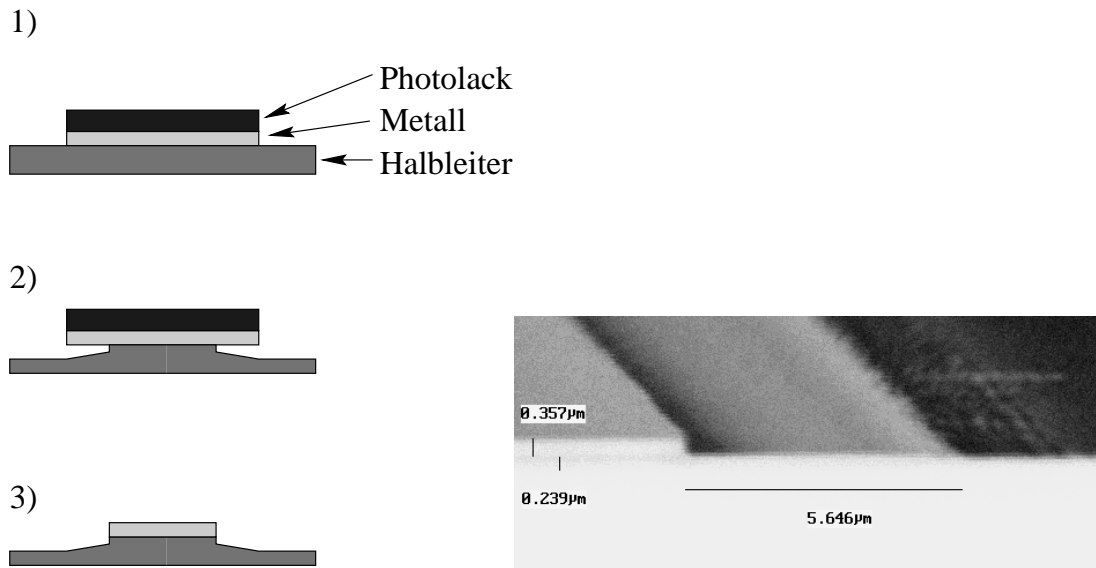 1)
Photolack
Metall
Halbleiter
2)
0.357µm
0.239µm
5.646µm
3)